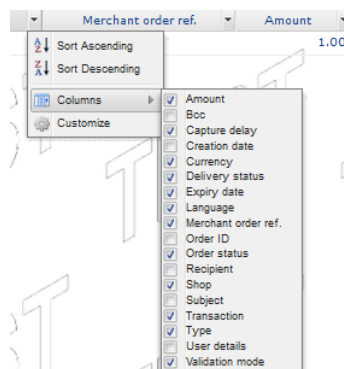 Merchant order ref. Amount
Sort Ascending 1.00
Sort Descending
Columns
Customize
Amount
Bcc
Capture delay
Creation date
Currency
Delivery status
Expiry date
Language
Merchant order ref.
Order ID
Order status
Recipient
Shop
Subject
Transaction
Type
User details
Validation mode